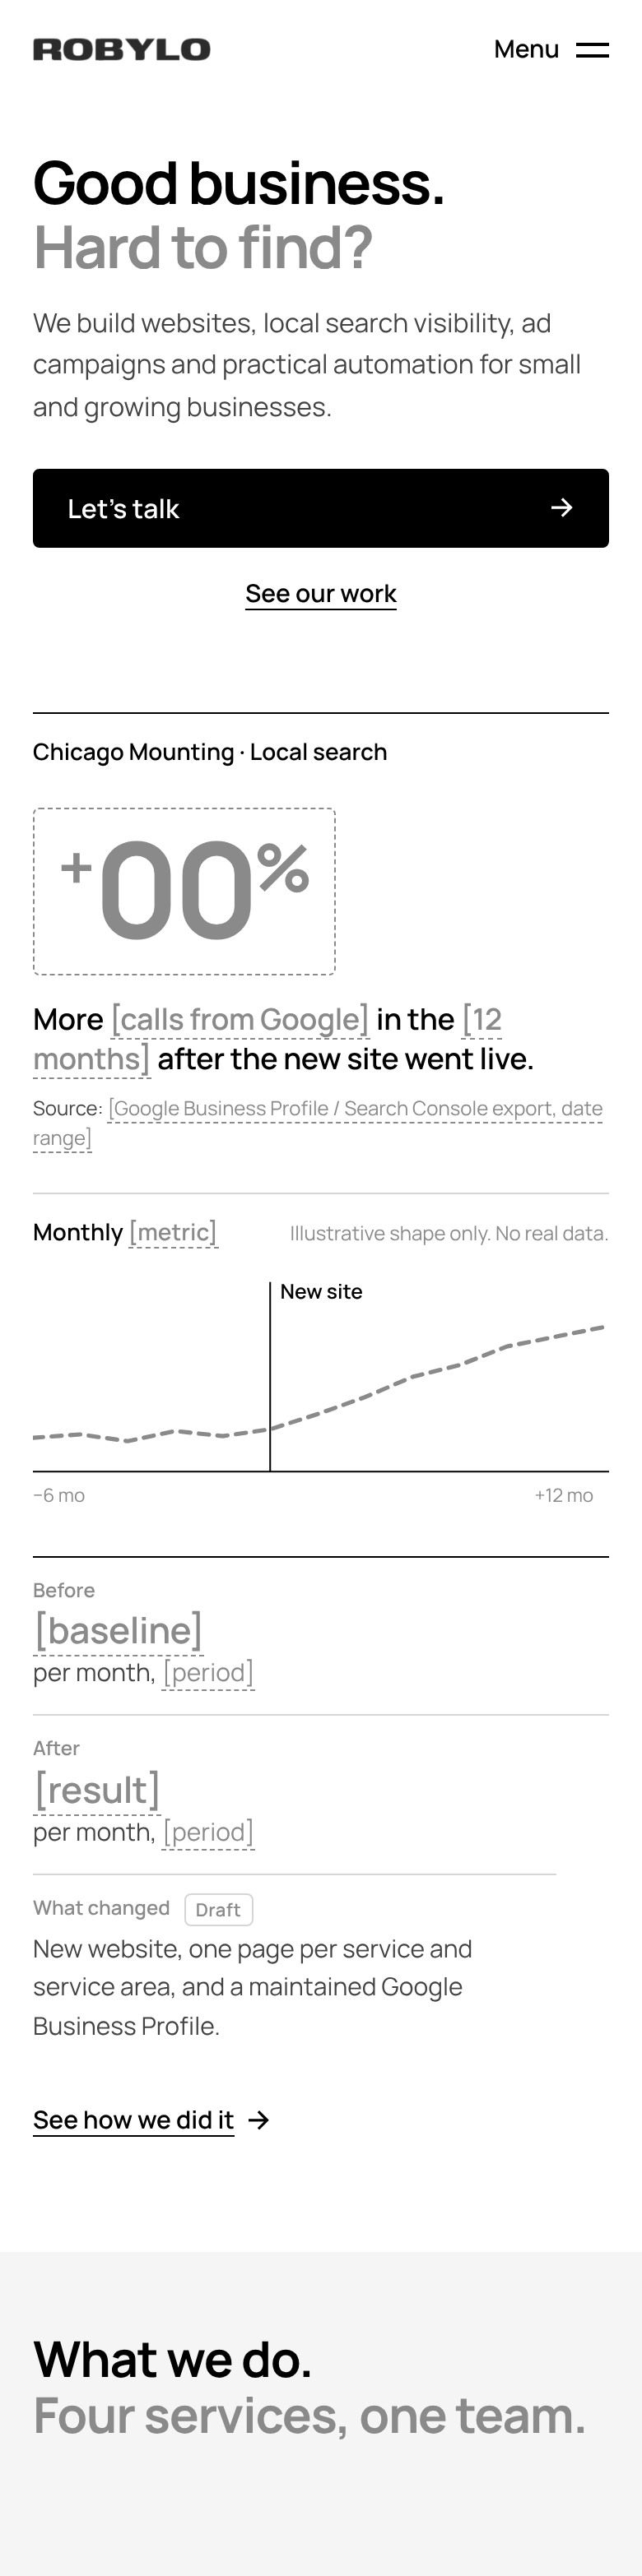 ROBYLO
Menu
Good business.
Hard to find?
We build websites, local search visibility, ad
campaigns and practical automation for small
and growing businesses.
Let’s talk →
See our work
Chicago Mounting · Local search
+00%
More [calls from Google] in the [12
months] after the new site went live.
Source: [Google Business Profile / Search Console export, date
range]
Monthly [metric]
Illustrative shape only. No real data.
New site
−6 mo
+12 mo
Before
[baseline]
per month, [period]
After
[result]
per month, [period]
What changed
Draft
New website, one page per service and
service area, and a maintained Google
Business Profile.
See how we did it →
What we do.
Four services, one team.